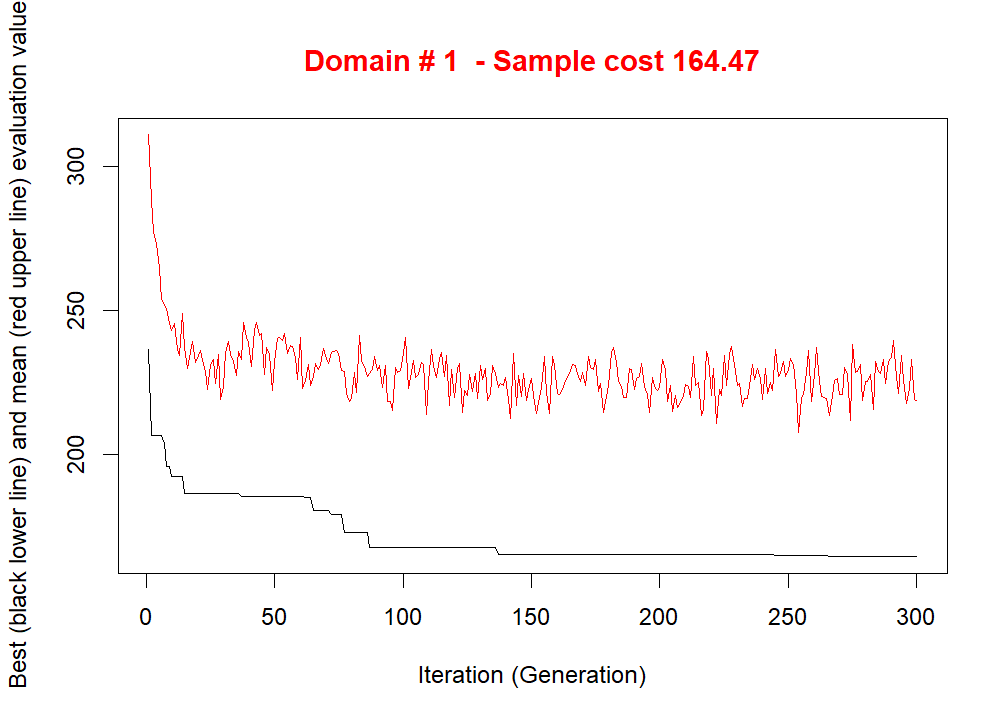 Domain # 1  - Sample cost 164.47
Best (black lower line) and mean (red upper line) evaluation value
300
250
200
0 50 100 150 200 250 300
Iteration (Generation)